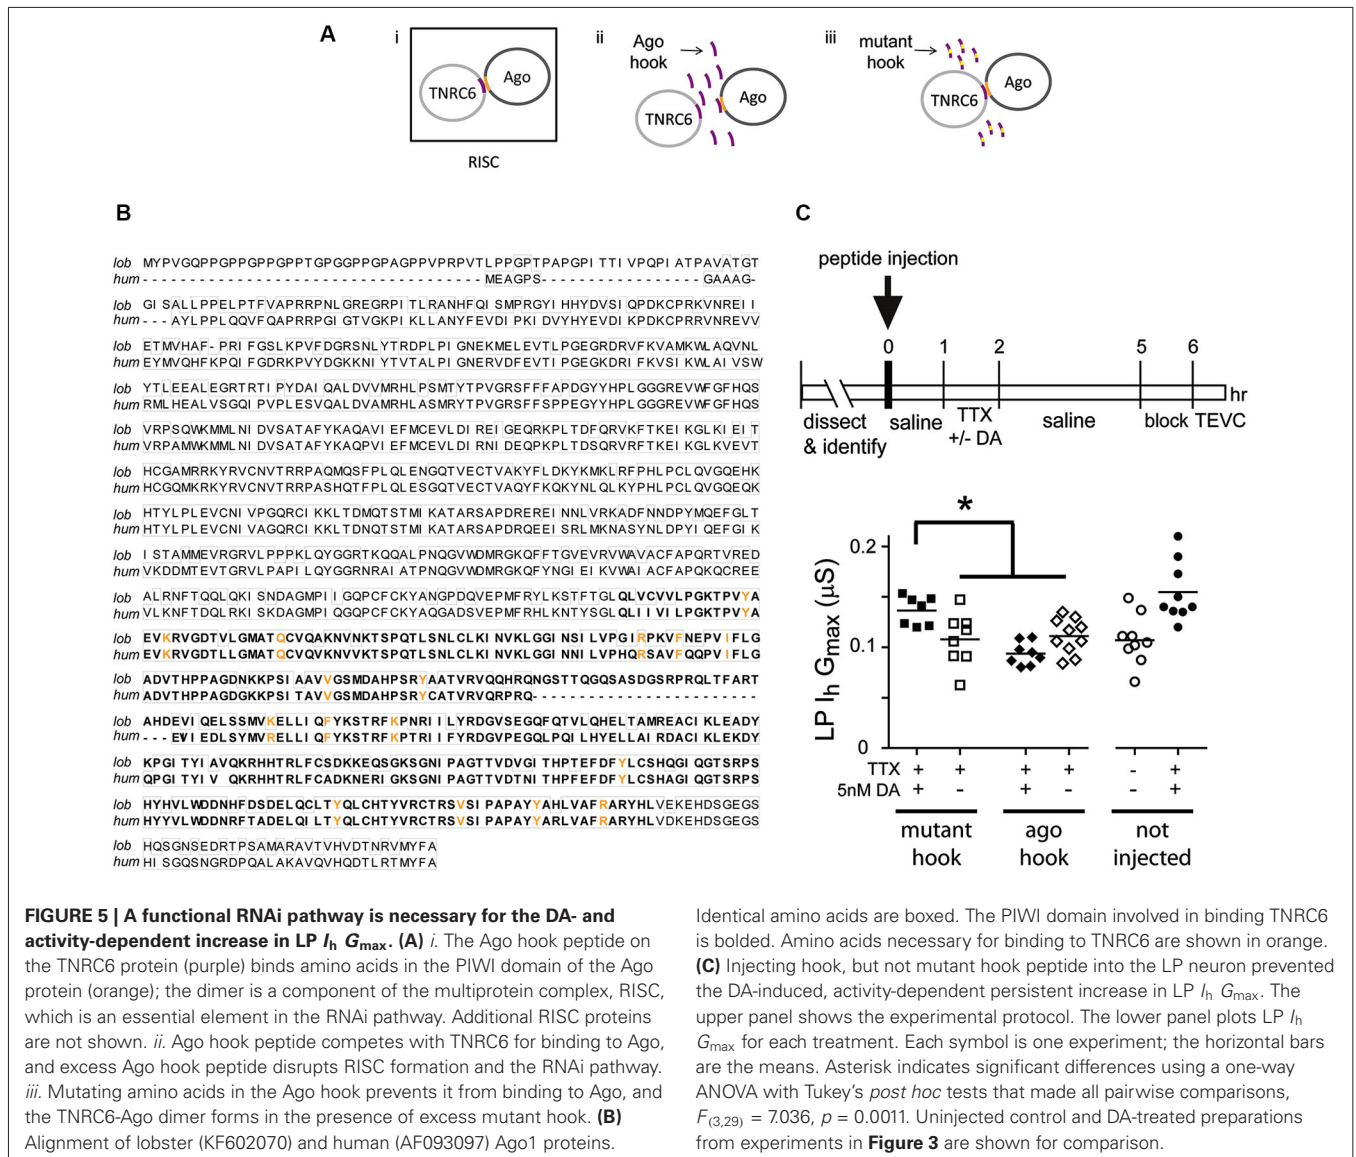 A
i
TNRC6
Ago
RISC
ii
Ago
hook
TNRC6
Ago
iii
mutant
hook
TNRC6
Ago
B
lob MYPVGQPPGPPGPPGPPTGPGGPPGPAGPPVPRPVTLPPGPTPAPGPITTIVPQPIATPAVATGT
hum - - - - - - - - - - - - - - - - - - - - - - - - - - - - - - - - - - - - MEAGPS - - - - - - - - - - - - - - - - - GAAAG -
lob GISALLPPELPTFVAPRRPNLGREGRPITLRANHFQISMPRGYIHHYDVSIQPDKCPRKVNREII
hum - - - AYLPPLQQVFQAPRRPGIGTVGKPIKLLANYFEVDIPKIDVYHYEVDIKPDKCPRRVNREVV
lob ETMVHAF-PRIFGSLKPVFDGRSNLYTRDPLPIGNEKMELEVTLPGEGRDRVFKVAMKWLAQVNL
hum EYMVQHFKPQIFGDRKPVYDGKKNIYTVTALPIGNERVDFEVTIPGEGKDRIFKVSIKWLAIVSW
lob YTLEEALEGRTRTIPYDAIQALDVVMRHLPSMTYTPVGRSFFFAPDGYYHPLGGGREVWFGFHQS
hum RMLHEALVSGQIPVPLESVQALDVAMRHLASMRYTPVGRSFFSPPEGYYHPLGGGREVWFGFHQS
lob VRPSQWKMMLNIDVSATAFYKAQAVIEFMCEVLDIREIGEQRKPLTDFQRVKFTKEIKGLKIEIT
hum VRPAMWKMMLNIDVSATAFYKAQPVIEFMCEVLDIRNIDEQPKPLTDSQRVRFTKEIKGLKVEVT
lob HCGAMRRKYRVCNVTRRPAQMQSFPLQLENGQTVECTVAKYFLDKYKMKLRFPHLPCLQVGQEHK
hum HCGQMKRKYRVCNVTRRPASHQTFPLQLESGQTVECTVAQYFKQKYNLQLKYPHLPCLQVGQEQK
lob HTYLPLEVCNIVPGQRCIKKLTDMQTSTMIKATARSAPDREREINNLVRKADFNNDPYMQEFGLT
hum HTYLPLEVCNIVAGQRCIKKLTDNQTSTMIKATARSAPDRQEEISRLMKNASYNLDPYIQEFGIK
lob ISTAMMEVRGRVLPPPKLQYGGRTKQQALPNQGVWDMRGKQFFTGVEVRVWAVACFAPQRTVRED
hum VKDDMTEVTGRVLPAPILQYGGRNRAIATPNQGVWDMRGKQFYNGIEIKVWAIACFAPQKQCREE
lob ALRNFTQQLQKISNDAGMPIIGQPCFCKYANGPDQVEPMFRYLKSTFTGLQLVCVVLPGKTPVYA
hum VLKNFTDQLRKISKDAGMPIQGQPCFCKYAQGADSVEPMFRHLKNTYSGLQLIIVILPGKTPVYA
lob EVKRVGDTVLGMATQCVQAKNVNKTSPQTLSNLCLKINVKLGGINSILVPGIRPKVFNEPVIFLG
hum EVKRVGDTLLGMATQCVQVKNVVKTSPQTLSNLCLKINVKLGGINNILVPHQRSAVFQQPVIFLG
lob ADVTHPPAGDNKKPSIAAVVGSMDAHPSRYAATVRVQQHRQNGSTTQGQSASDGSRPRQLTFART
hum ADVTHPPAGDGKKPSITAVVGSMDAHPSRYCATVRVQRPRQ - - - - - - - - - - - - - - - - - - - - - - - -
lob AHDEVIQELSSMVKELLIQFYKSTRFKPNRIILYRDGVSEGQFQTVLQHELTAMREACIKLEADY
hum - - - EVIEDLSYMVRELLIQFYKSTRFKPTRIIFYRDGVPEGQLPQILHYELLAIRDACIKLEKDY
lob KPGITYIAVQKRHHTRLFCSDKKEQSGKSGNIPAGTTVDVGITHPTEFDFYLCSHQGIQGTSRPS
hum QPGITYIV QKRHHTRLFCADKNERIGKSGNIPAGTTVDTNITHPFEFDFYLCSHAGIQGTSRPS
lob HYHVLWDDNHFDSDELQCLTYQLCHTYVRCTRSVSIPAPAYYAHLVAFRARYHLVEKEHDSGEGS
hum HYYVLWDDNRFTADELQILTYQLCHTYVRCTRSVSIPAPAYYARLVAFRARYHLVDKEHDSGEGS
lob HQSGNSEDRTPSAMARAVTVHVDTNRVMYFA
hum HISGQSNGRDPQALAKAVQVHQDTLRTMYFA
C
peptide injection
0 1 2 5 6
hr
dissect
& identify
saline
TTX
+/- DA
saline
block TEVC
*
LP Ih Gmax (µS)
0.2
0.1
0
TTX + + + + - +
5nM DA + - + - - +
mutant
hook
ago
hook
not
injected
FIGURE 5 | A functional RNAi pathway is necessary for the DA- and
activity-dependent increase in LP Ih Gmax. (A) i. The Ago hook peptide on
the TNRC6 protein (purple) binds amino acids in the PIWI domain of the Ago
protein (orange); the dimer is a component of the multiprotein complex, RISC,
which is an essential element in the RNAi pathway. Additional RISC proteins
are not shown. ii. Ago hook peptide competes with TNRC6 for binding to Ago,
and excess Ago hook peptide disrupts RISC formation and the RNAi pathway.
iii. Mutating amino acids in the Ago hook prevents it from binding to Ago, and
the TNRC6-Ago dimer forms in the presence of excess mutant hook. (B)
Alignment of lobster (KF602070) and human (AF093097) Ago1 proteins.
Identical amino acids are boxed. The PIWI domain involved in binding TNRC6
is bolded. Amino acids necessary for binding to TNRC6 are shown in orange.
(C) Injecting hook, but not mutant hook peptide into the LP neuron prevented
the DA-induced, activity-dependent persistent increase in LP Ih Gmax. The
upper panel shows the experimental protocol. The lower panel plots LP Ih
Gmax for each treatment. Each symbol is one experiment; the horizontal bars
are the means. Asterisk indicates significant differences using a one-way
ANOVA with Tukey's post hoc tests that made all pairwise comparisons,
F(3,29) = 7.036, p = 0.0011. Uninjected control and DA-treated preparations
from experiments in Figure 3 are shown for comparison.